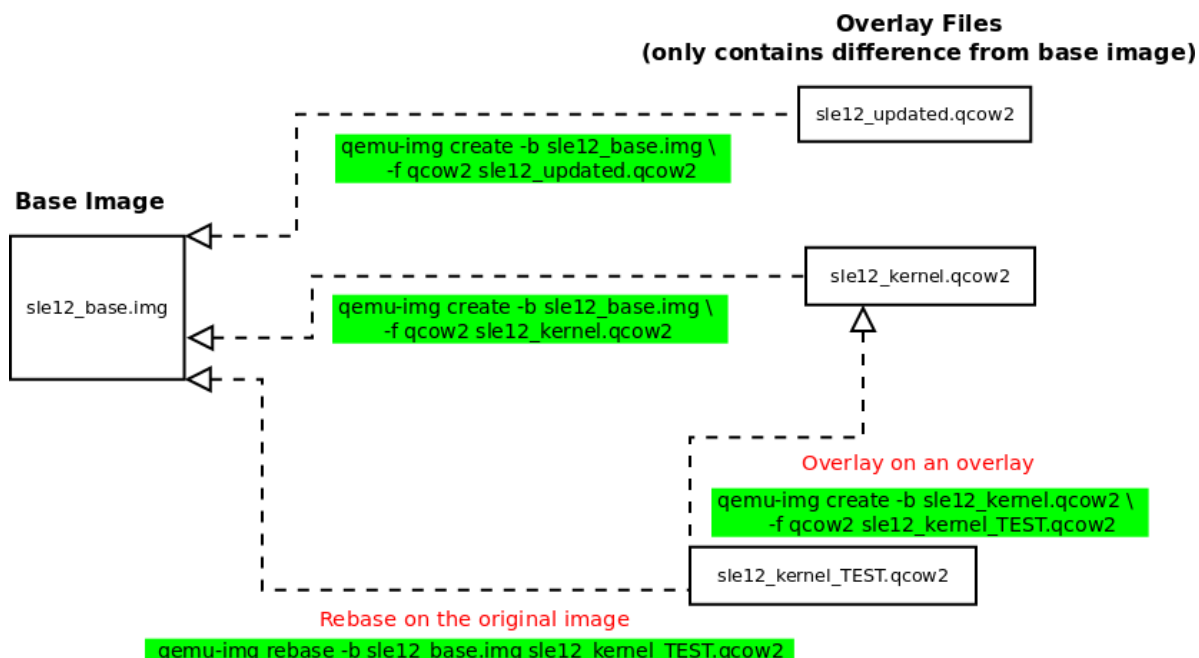 Overlay Files
(only contains difference from base image)
sle12_updated.qcow2
qemu-img create -b sle12_base.img \
-f qcow2 sle12_updated.qcow2
Base Image
sle12_base.img
sle12_kernel.qcow2
qemu-img create -b sle12_base.img \
-f qcow2 sle12_kernel.qcow2
Overlay on an overlay
qemu-img create -b sle12_kernel.qcow2 \
-f qcow2 sle12_kernel_TEST.qcow2
sle12_kernel_TEST.qcow2
Rebase on the original image
qemu-img rebase -b sle12_base.img sle12_kernel_TEST.qcow2